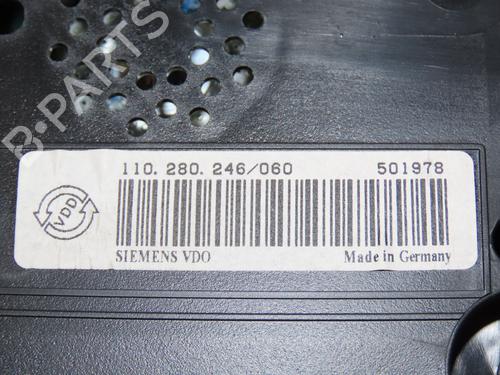 B-PARTS
110.280.246/060 501978
VDO
SIEMENS VDO Made in Germany